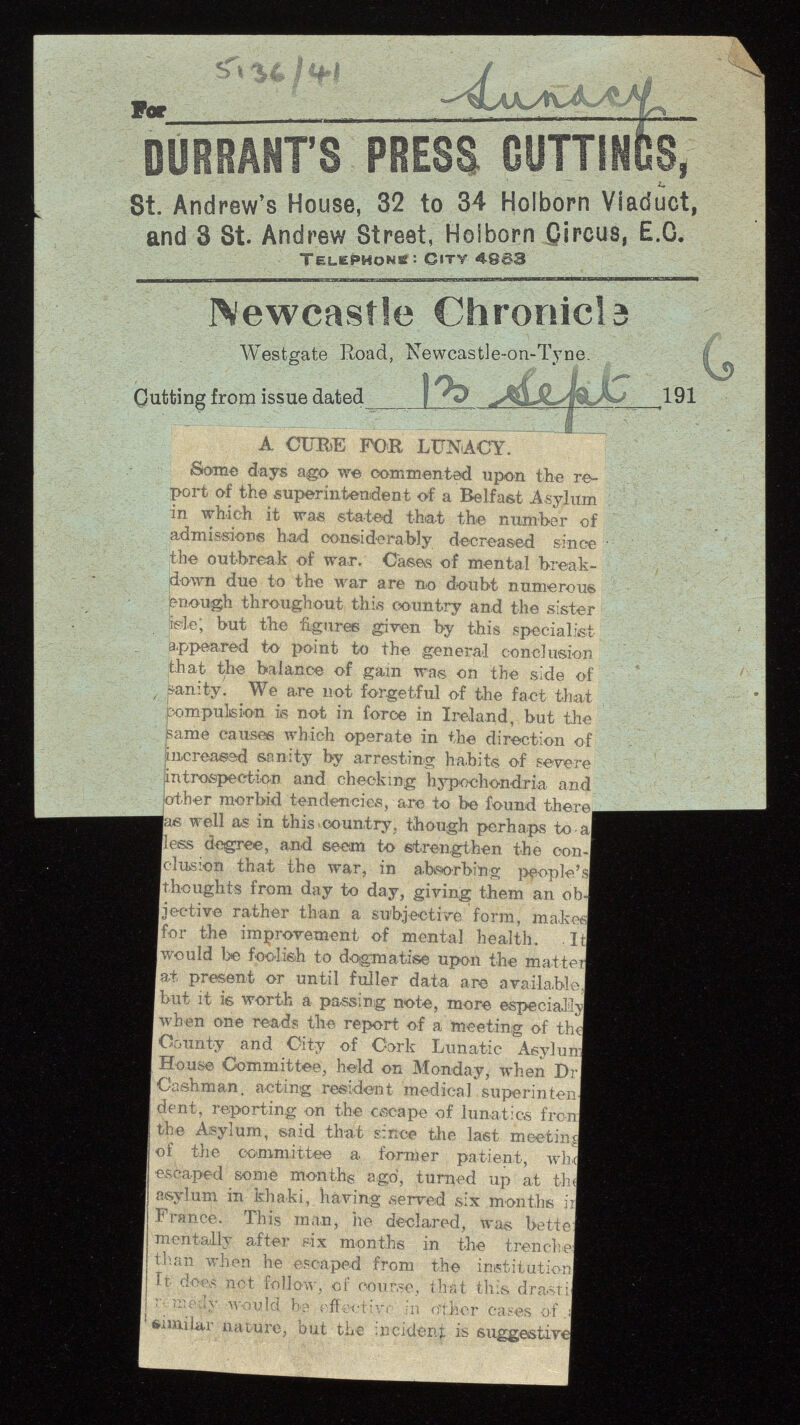 5136/41
For Lunacy
DURRANT'S PRESS CUTTINGS,
St. Andrew's House, 32 to 34 Holborn Viaduct,
and 3 St. Andrew Street, Holborn Circus, E.C.
TELEPHONE: CITY 4963
Newcastle Chronicle
Westgate Road, Newcastle-on-Tyne.
Cutting from issue dated 13 Sept 1916
A CURE FOR LUNACY.
Some days ago we commented upon the re-
port of the superintendent of a Belfast Asylum
in which it was stated that the number of
admissions had considerably decreased since
the outbreak of war. Cases of mental break-
down due to the war are no doubt numerous
enough throughout this country and the sister
isle, but the figures given by this specialist
appeared to point to the general conclusion
that the balance of gain was on the side of
sanity. We are not forgetful of the fact that
compulsion is not in force in Ireland, but the
same causes which operate in the direction of
increased sanity by arresting habits of severe
introspection and checking hypochondria and
other morbid tendencies, are to be found there
as well as in this country, though perhaps to a
less degree, and seem to strengthen the con-
clusion that the war, in absorbing people's
thoughts from day to day, giving them an ob-
jective rather than a subjective form, makes
for the improvement of mental health. It
would be foolish to dogmatise upon the matter
at present or until fuller data are available,
but it is worth a passing note, more especially
when one reads the report of a meeting of the
County and City of Cork Lunatic Asylum
House Committee, held on Monday, when Dr
Cashman, acting resident medical superinten-
dent, reporting on the escape of lunatics from
the Asylum, said that since the last meeting
of the committee a former patient, who
escaped some months ago, turned up at the
asylum in khaki, having served six months in
France. This man, he declared, was better
mentally after six months in the trenches
than when he escaped from the institution
It does not follow, of course, that this drasti
remedy would be effective in other cases of a
similar nature, but the incident is suggestive